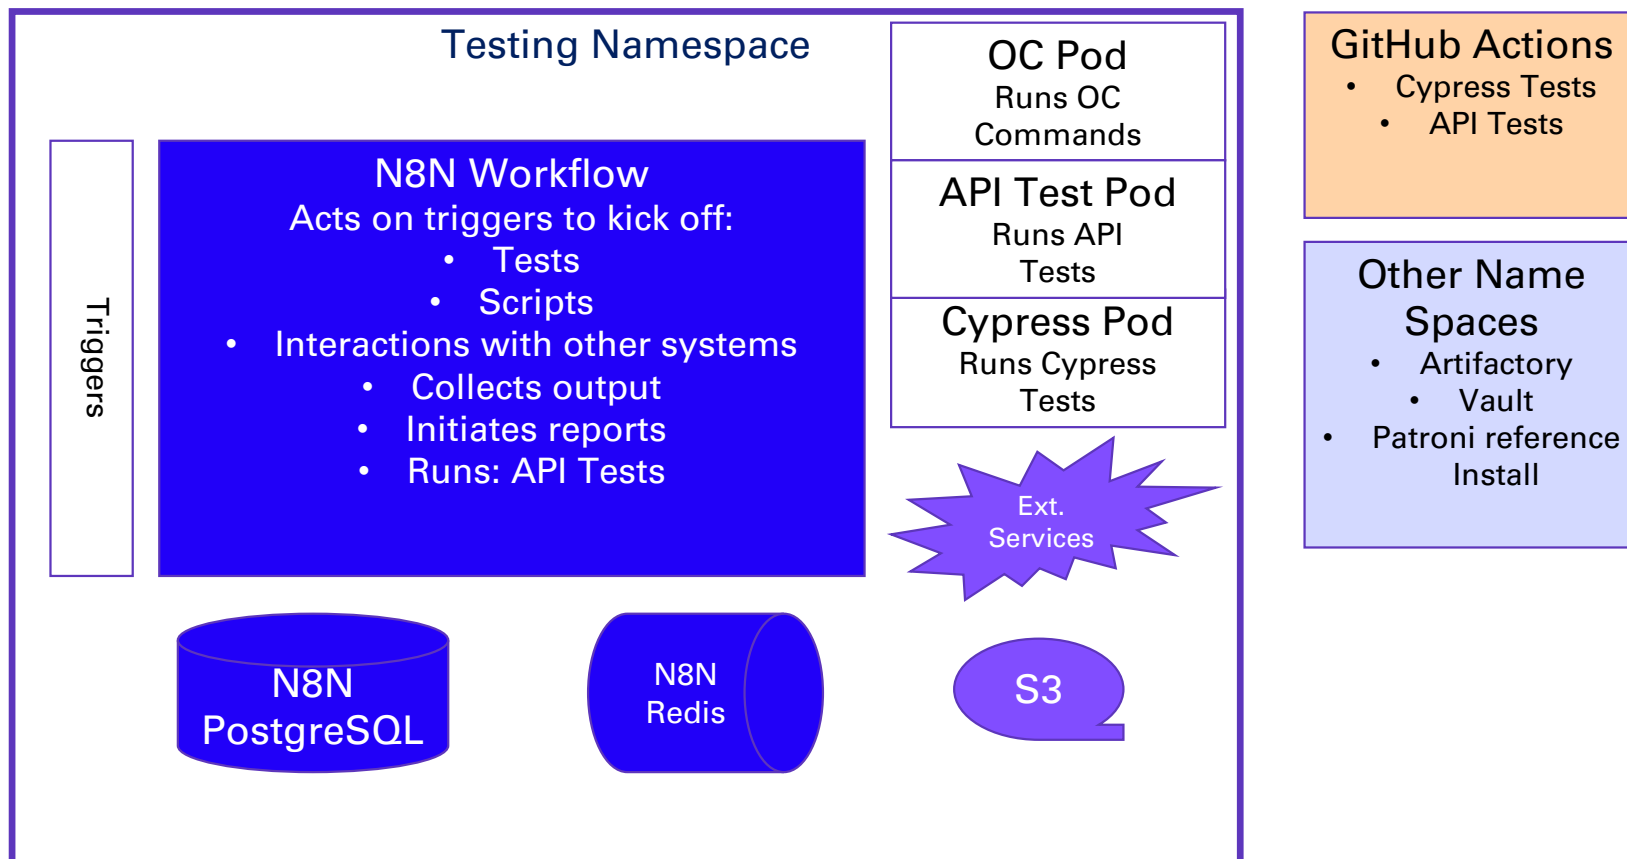 Testing Namespace
Triggers
N8N Workflow
Acts on triggers to kick off:
• Tests
• Scripts
• Interactions with other systems
• Collects output
• Initiates reports
• Runs: API Tests
OC Pod
Runs OC
Commands
API Test Pod
Runs API
Tests
Cypress Pod
Runs Cypress
Tests
Ext.
Services
N8N
PostgreSQL
N8N
Redis
S3
GitHub Actions
• Cypress Tests
• API Tests
Other Name
Spaces
• Artifactory
• Vault
• Patroni reference
Install